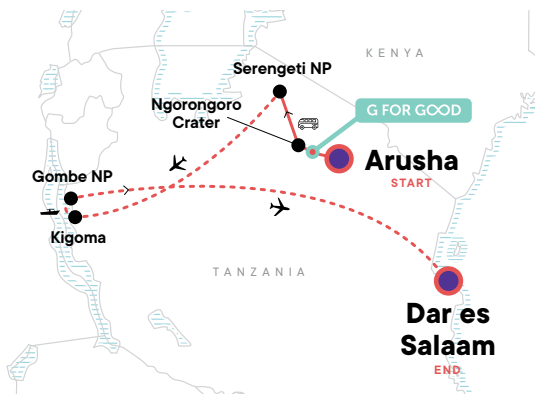 KENYA
Serengeti NP
Ngorongoro
Crater
G FOR GOOD
Arusha
START
Gombe NP
Kigoma
TANZANIA
Dar es
Salaam
END